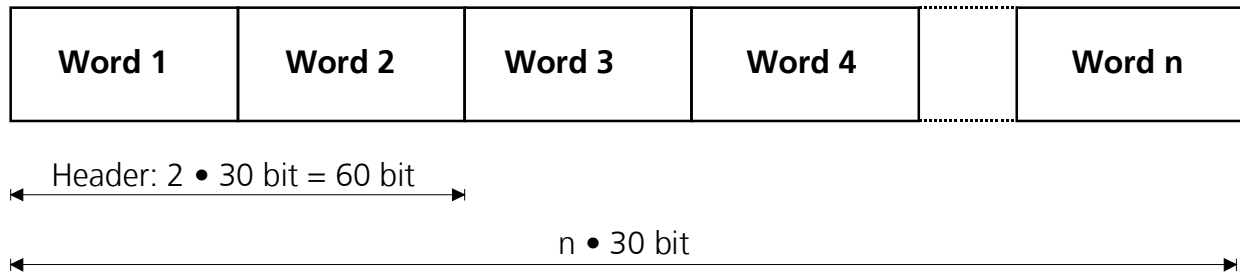 Word 1 Word 2 Word 3 Word 4 Word n
Header: 2 • 30 bit = 60 bit
n • 30 bit